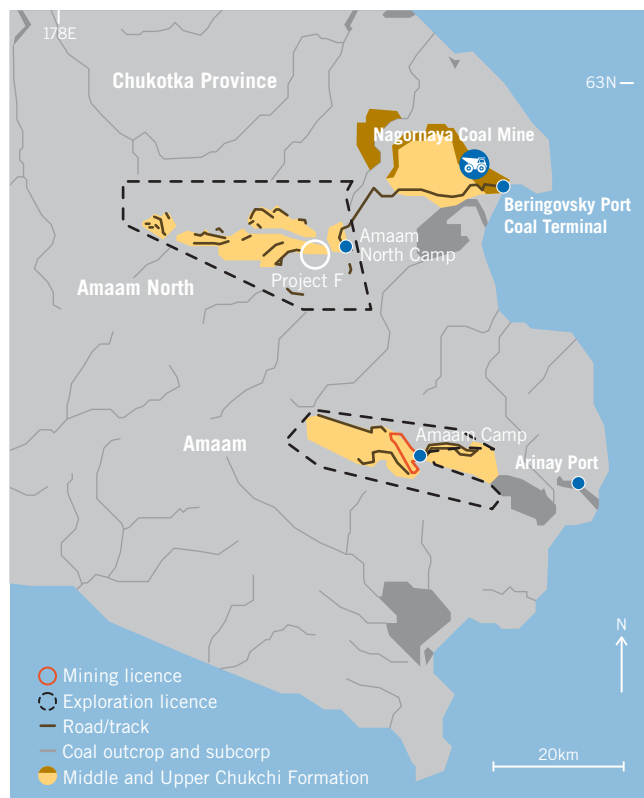 178E
Chukotka Province
63N
Nagornaya Coal Mine
Beringovsky Port
Coal Terminal
Amaam
North Camp
Project F
Amaam North
Amaam Camp
Amaam
Arinay Port
N
Mining licence
Exploration licence
Road/track
Coal outcrop and subcorp
Middle and Upper Chukchi Formation
20km